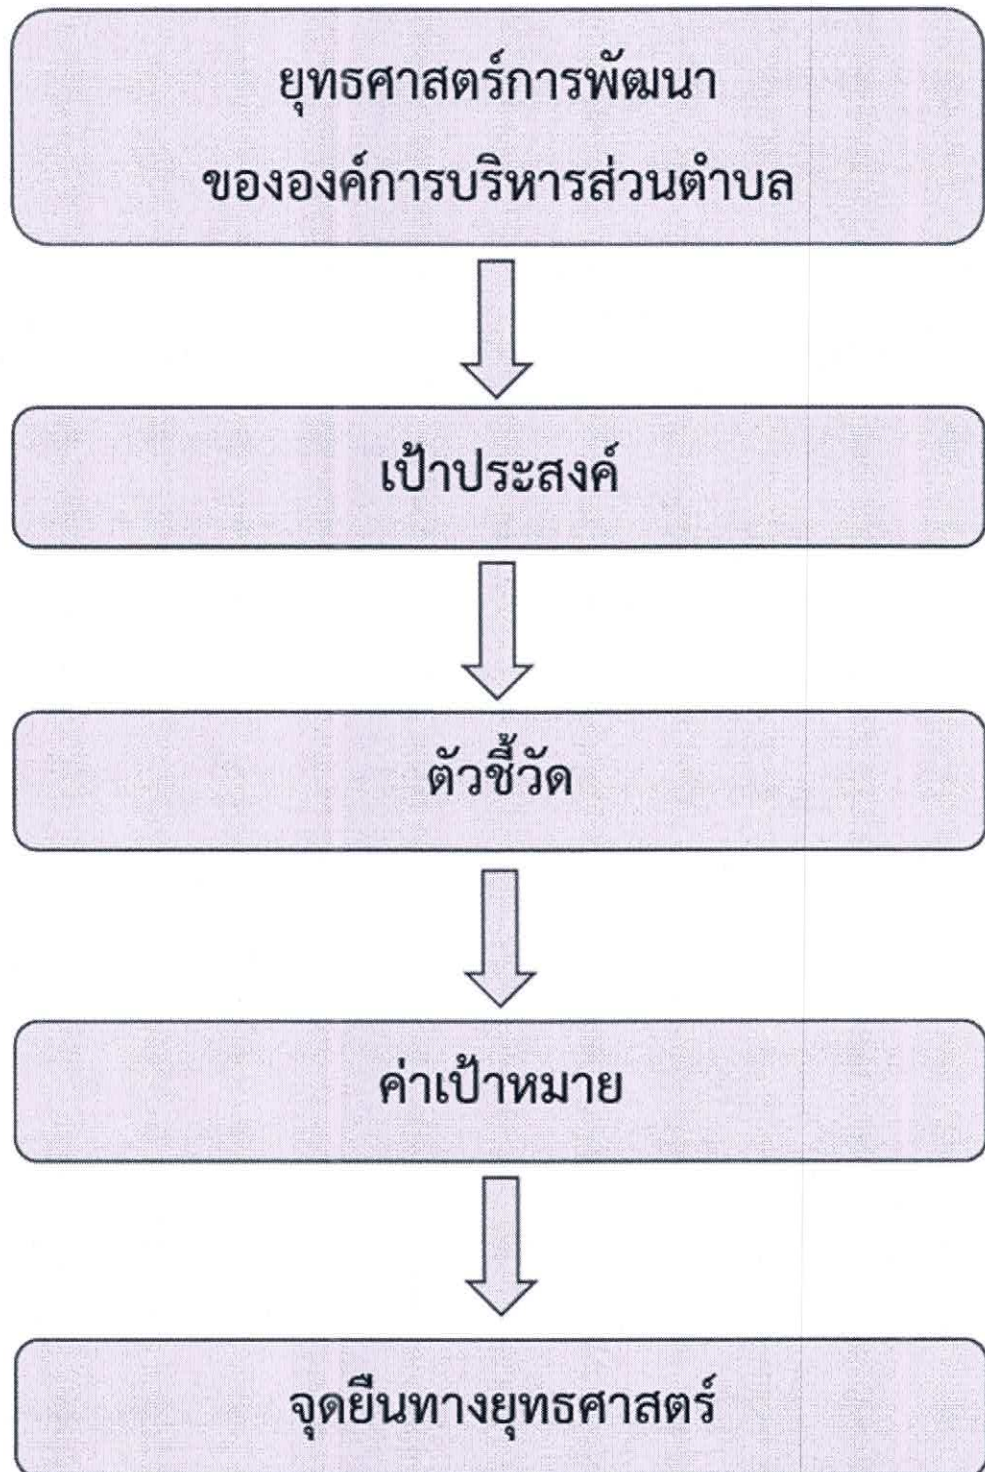 ยุทธศาสตร์การพัฒนา
ขององค์การบริหารส่วนตำบล
เป้าประสงค์
ตัวชี้วัด
ค่าเป้าหมาย
จุดยืนทางยุทธศาสตร์